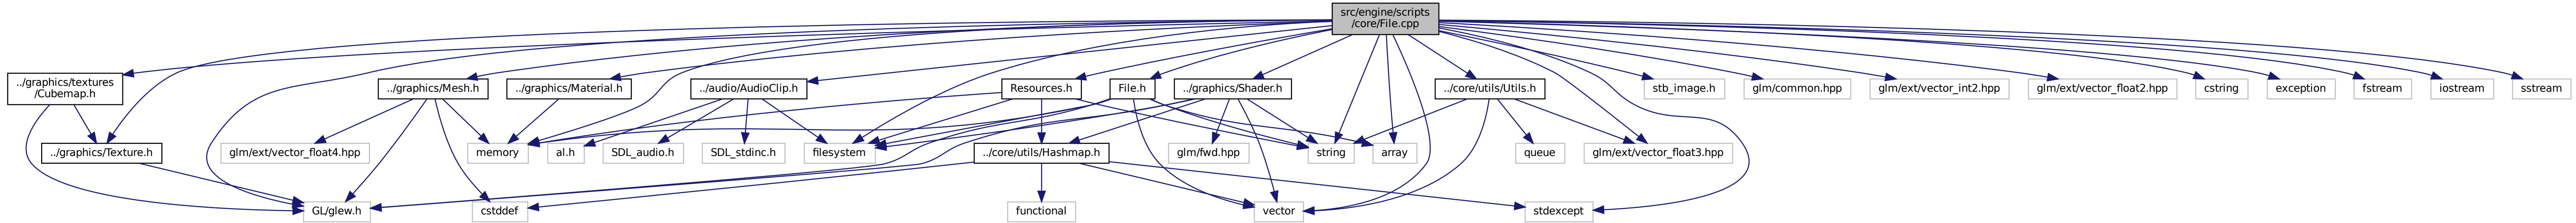 src/engine/scripts
/core/File.cpp
../graphics/textures
/Cubemap.h
../graphics/Mesh.h
../graphics/Material.h
../audio/AudioClip.h
Resources.h
File.h
../graphics/Shader.h
../core/utils/Utils.h
stb_image.h
glm/common.hpp
glm/ext/vector_int2.hpp
glm/ext/vector_float2.hpp
cstring
exception
fstream
iostream
sstream
../graphics/Texture.h
glm/ext/vector_float4.hpp
memory
al.h
SDL_audio.h
SDL_stdinc.h
filesystem
../core/utils/Hashmap.h
glm/fwd.hpp
string
array
queue
glm/ext/vector_float3.hpp
GL/glew.h
cstddef
functional
vector
stdexcept